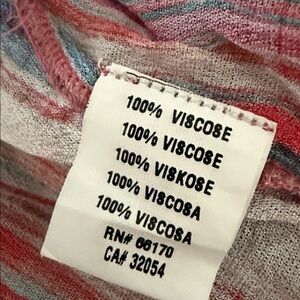 100% VISCOSE
100% VISCOSE
100% VISKOSE
100% VISCOSA
100% VISCOSA
RN# 66170
CA# 32054